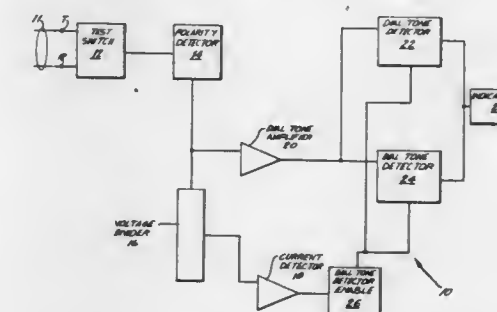 11
T
R
TEST
SWITCH
12
POLARITY
DETECTOR
14
DIAL TONE
DETECTOR
22
DIAL TONE
AMPLIFIER
20
DIAL TONE
DETECTOR
24
VOLTAGE
DIVIDER
16
CURRENT
DETECTOR
18
DIAL TONE
DETECTOR
ENABLE
26
10